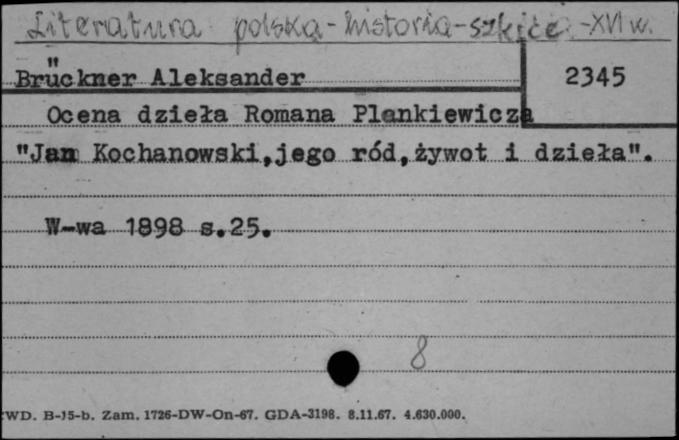 Literatura polska - historia - szkice - XVI w.
Brückner Aleksander
2345
Ocena dzieła Romana Plenkiewicza
"Jan Kochanowski,jego ród,żywot i dzieła".
W-wa 1898 s.25.
8
WD. B-15-b. Zam. 1726-DW-On-67. GDA-3198. 8.11.67. 4.630.000.